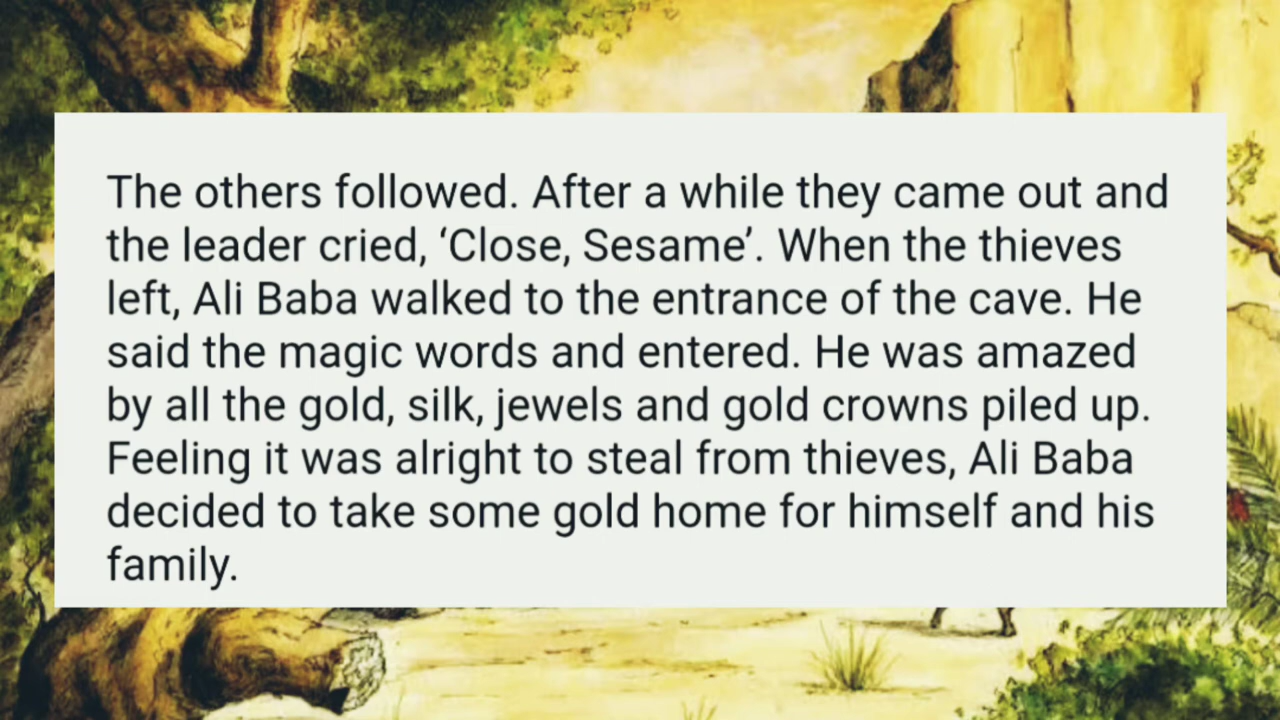 The others followed. After a while they came out and
the leader cried, ‘Close, Sesame’. When the thieves
left, Ali Baba walked to the entrance of the cave. He
said the magic words and entered. He was amazed
by all the gold, silk, jewels and gold crowns piled up.
Feeling it was alright to steal from thieves, Ali Baba
decided to take some gold home for himself and his
family.